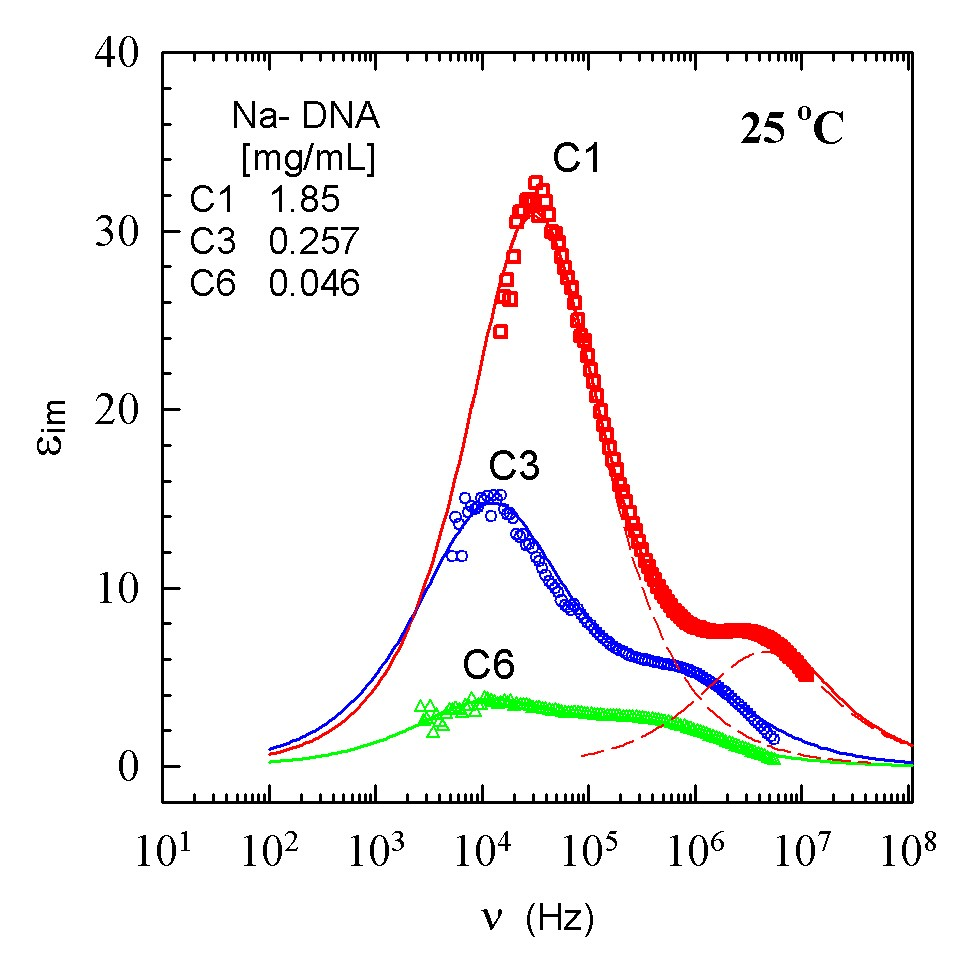 40
30
20
10
0
ε_im
Na- DNA
[mg/mL]
C1 1.85
C3 0.257
C6 0.046
25 °C
C1
C3
C6
10¹ 10² 10³ 10⁴ 10⁵ 10⁶ 10⁷ 10⁸
ν (Hz)